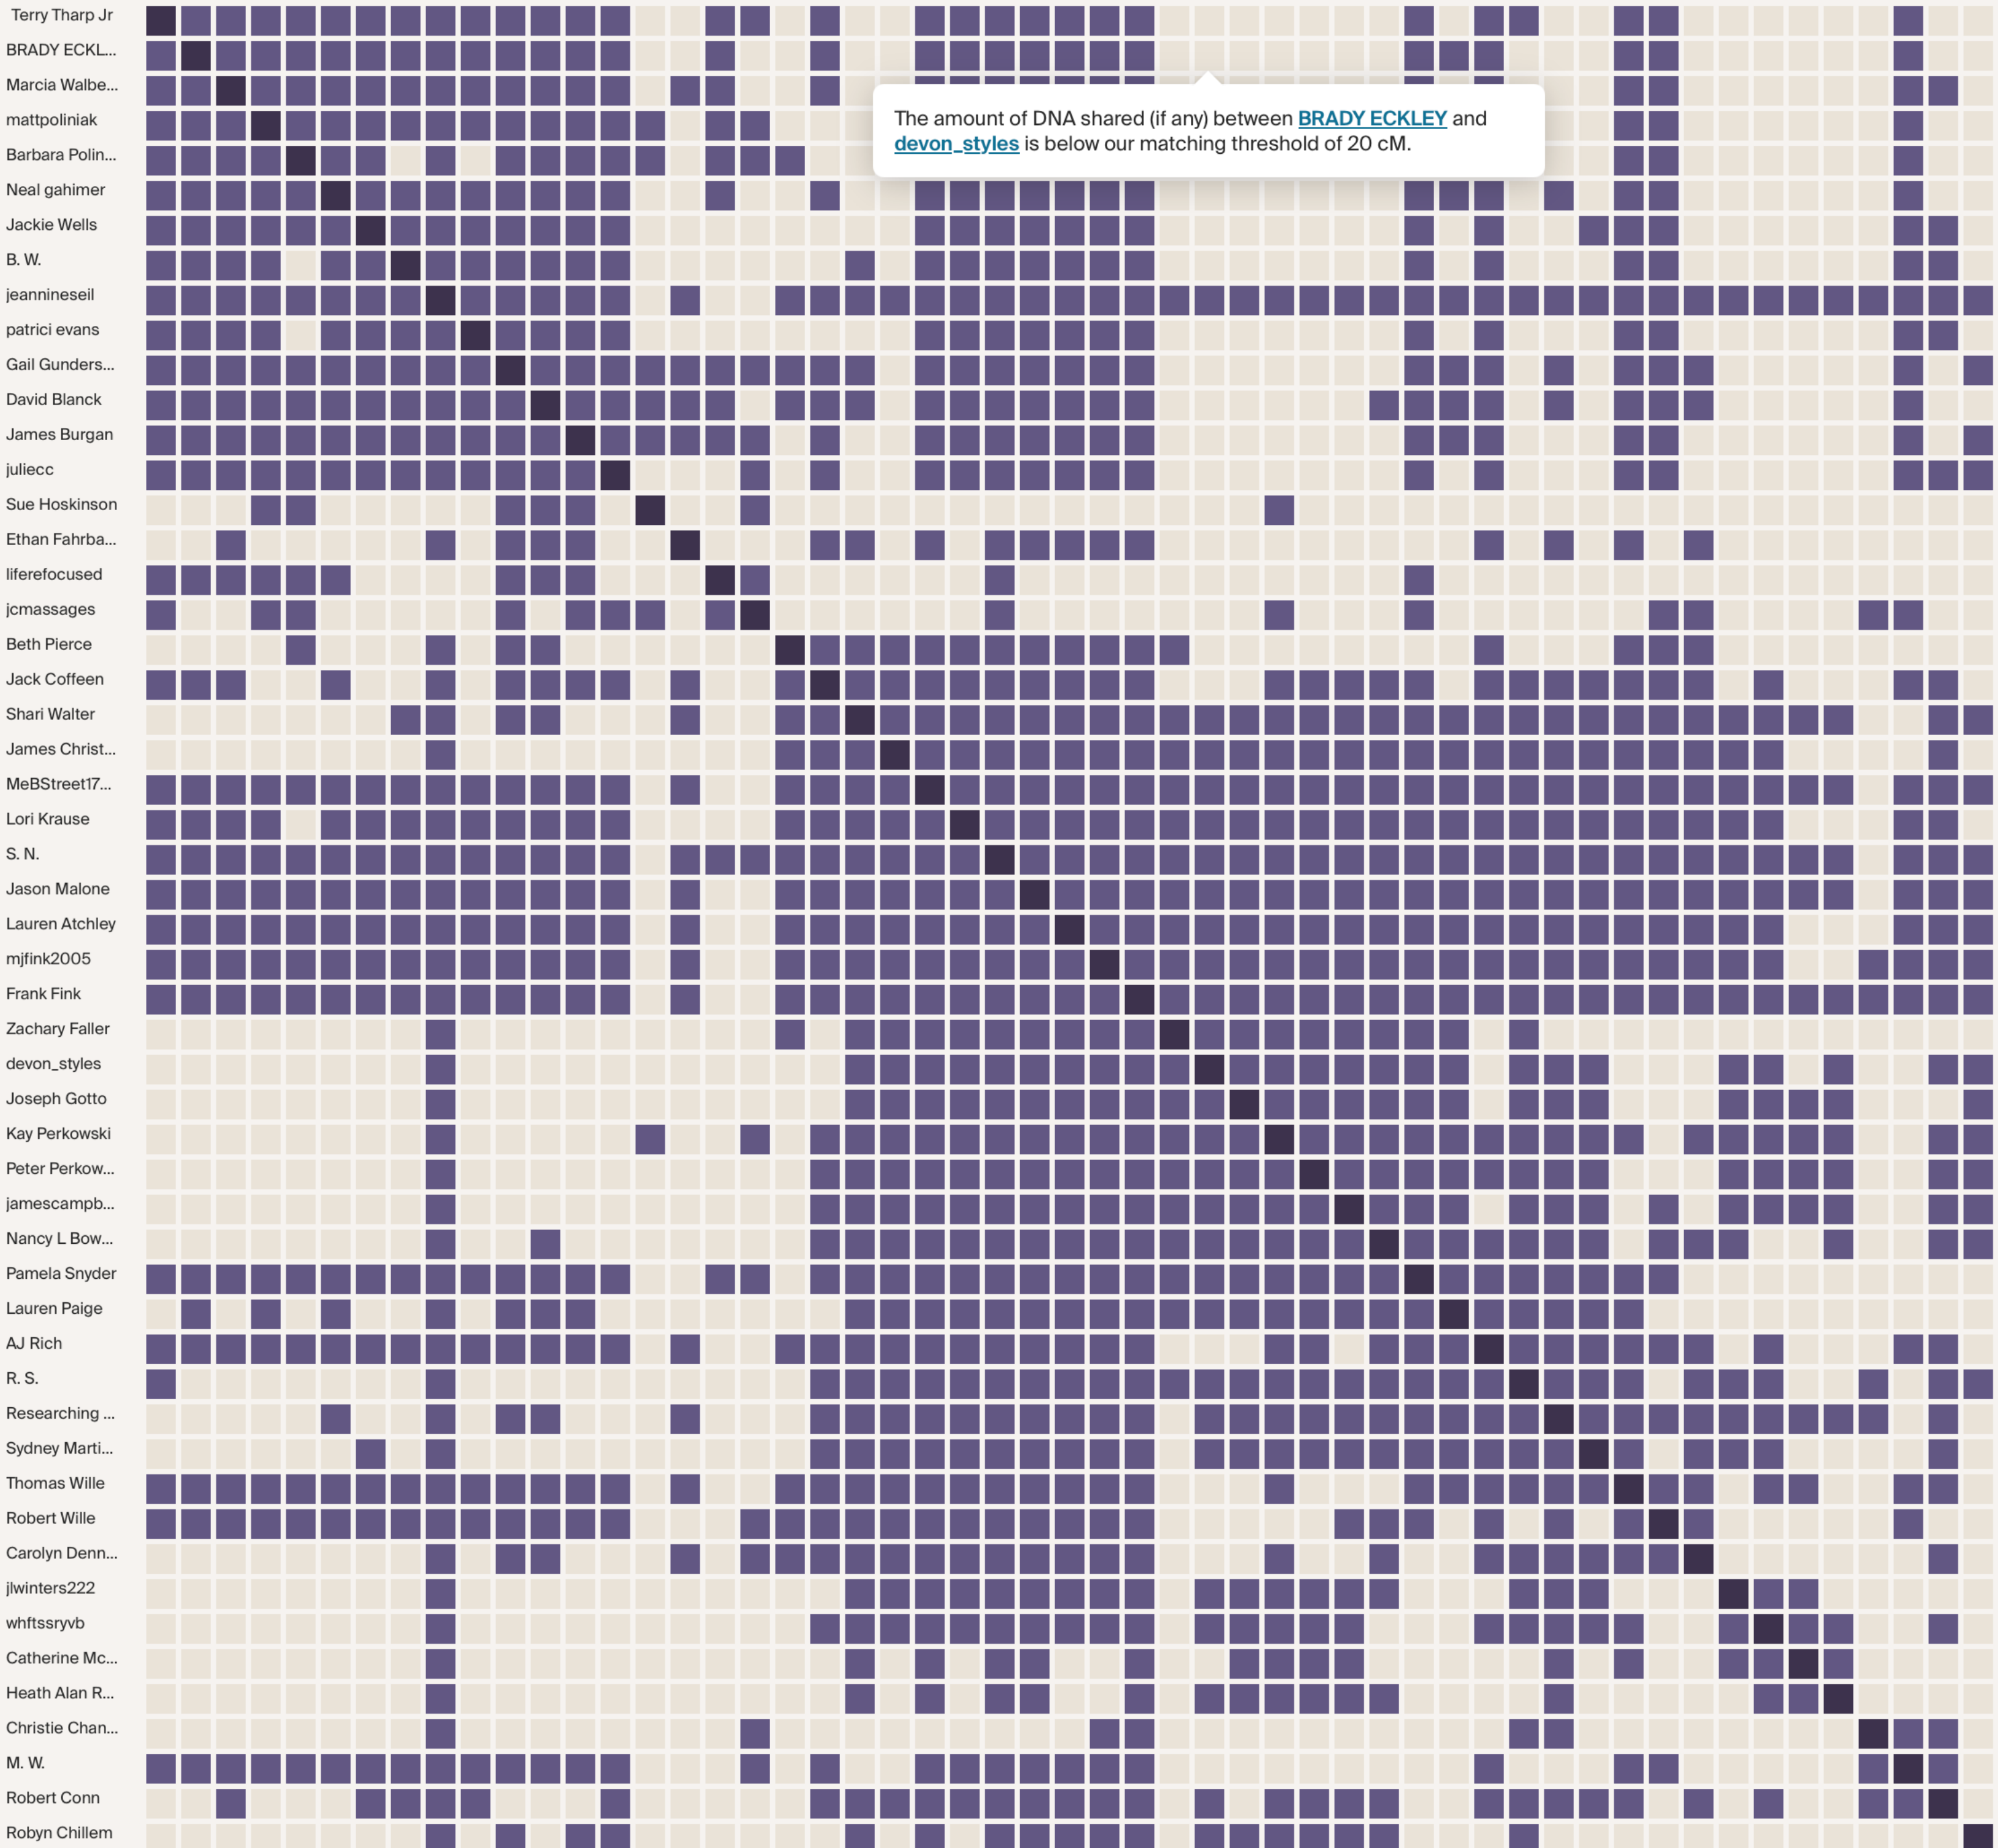 Terry Tharp Jr
BRADY ECKL...
Marcia Walbe...
The amount of DNA shared (if any) between BRADY ECKLEY and
devon_styles is below our matching threshold of 20 cM.
mattpoliniak
Barbara Polin...
Neal gahimer
Jackie Wells
B. W.
jeannineseil
patrici evans
Gail Gunders...
David Blanck
James Burgan
juliecc
Sue Hoskinson
Ethan Fahrba...
liferefocused
jcmassages
Beth Pierce
Jack Coffeen
Shari Walter
James Christ...
MeBStreet17...
Lori Krause
S. N.
Jason Malone
Lauren Atchley
mjfink2005
Frank Fink
Zachary Faller
devon_styles
Joseph Gotto
Kay Perkowski
Peter Perkow...
jamescampb...
Nancy L Bow...
Pamela Snyder
Lauren Paige
AJ Rich
R. S.
Researching ...
Sydney Marti...
Thomas Wille
Robert Wille
Carolyn Denn...
jlwinters222
whftssryvb
Catherine Mc...
Heath Alan R...
Christie Chan...
M. W.
Robert Conn
Robyn Chillem